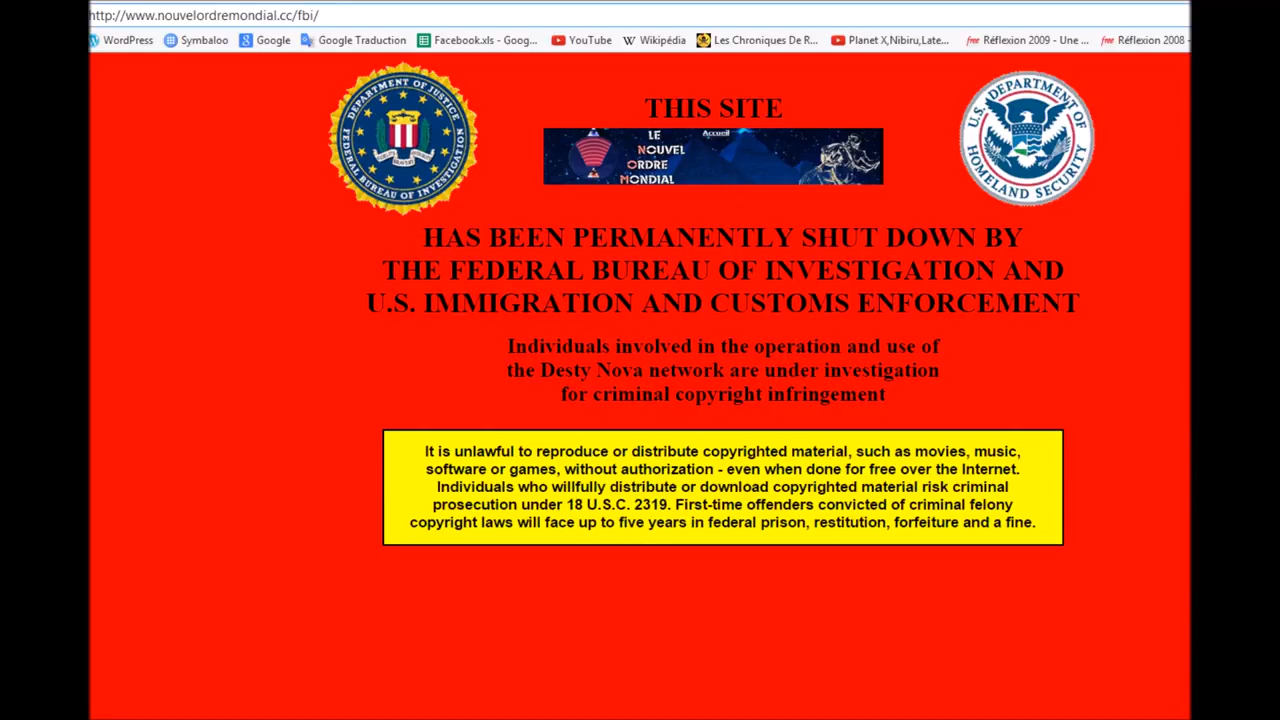 http://www.nouvelordremondial.cc/fbi/
WordPress Symbaloo Google Google Traduction Facebook.xls - Goog... YouTube Wikipédia Les Chroniques De R... Planet X,Nibiru,Late... Réflexion 2009 - Une ... Réflexion 2008 -
DEPARTMENT OF JUSTICE
FEDERAL BUREAU OF INVESTIGATION
THIS SITE
LE
NOUVEL
ORDRE
MONDIAL
Accueil
U.S. DEPARTMENT OF
HOMELAND SECURITY
HAS BEEN PERMANENTLY SHUT DOWN BY
THE FEDERAL BUREAU OF INVESTIGATION AND
U.S. IMMIGRATION AND CUSTOMS ENFORCEMENT
Individuals involved in the operation and use of
the Desty Nova network are under investigation
for criminal copyright infringement
It is unlawful to reproduce or distribute copyrighted material, such as movies, music,
software or games, without authorization - even when done for free over the Internet.
Individuals who willfully distribute or download copyrighted material risk criminal
prosecution under 18 U.S.C. 2319. First-time offenders convicted of criminal felony
copyright laws will face up to five years in federal prison, restitution, forfeiture and a fine.